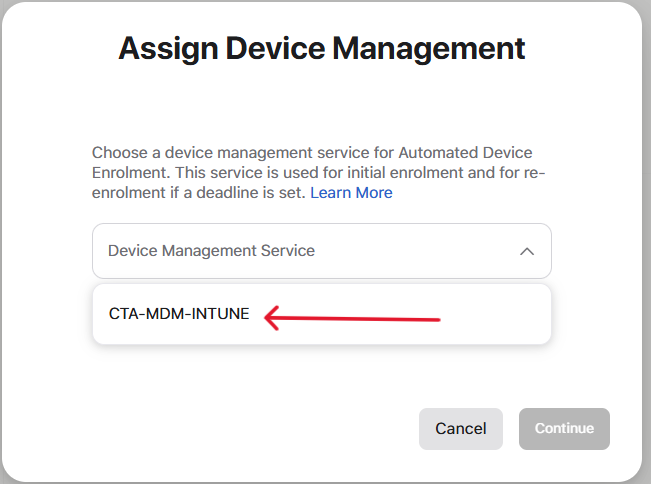 Assign Device Management
Choose a device management service for Automated Device
Enrolment. This service is used for initial enrolment and for re-
enrolment if a deadline is set. Learn More
Device Management Service
CTA-MDM-INTUNE
Cancel
Continue